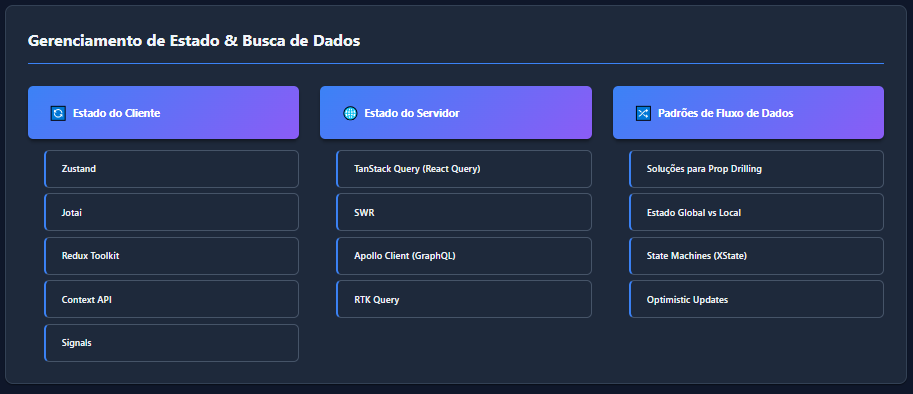 Gerenciamento de Estado & Busca de Dados
Estado do Cliente
Zustand
Jotai
Redux Toolkit
Context API
Signals
Estado do Servidor
TanStack Query (React Query)
SWR
Apollo Client (GraphQL)
RTK Query
Padrões de Fluxo de Dados
Soluções para Prop Drilling
Estado Global vs Local
State Machines (XState)
Optimistic Updates